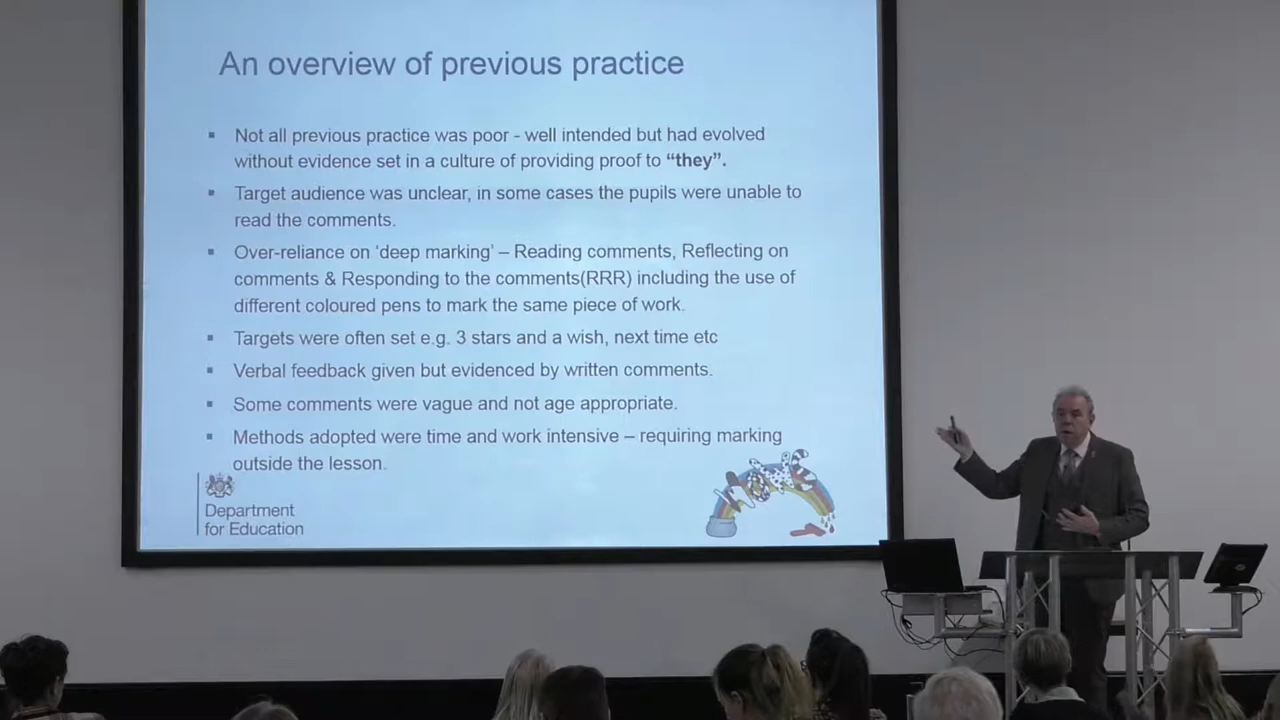 An overview of previous practice
▪ Not all previous practice was poor - well intended but had evolved
without evidence set in a culture of providing proof to “they”.
▪ Target audience was unclear, in some cases the pupils were unable to
read the comments.
▪ Over-reliance on ‘deep marking’ – Reading comments, Reflecting on
comments & Responding to the comments(RRR) including the use of
different coloured pens to mark the same piece of work.
▪ Targets were often set e.g. 3 stars and a wish, next time etc
▪ Verbal feedback given but evidenced by written comments.
▪ Some comments were vague and not age appropriate.
▪ Methods adopted were time and work intensive – requiring marking
outside the lesson.
Department
for Education